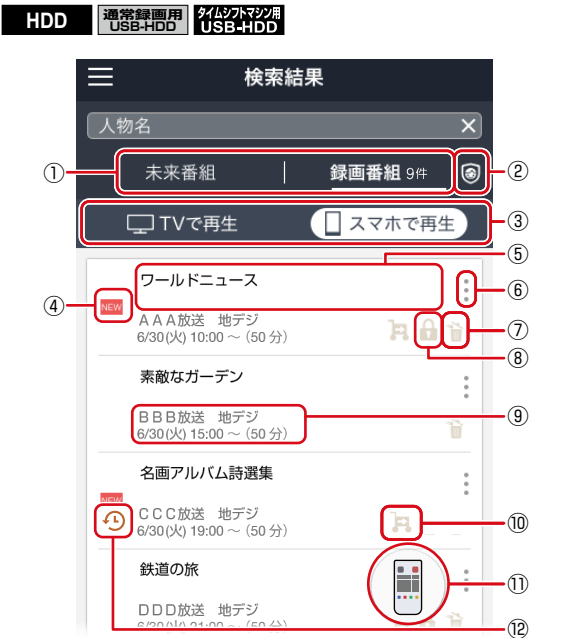 HDD 通常録画用 USB-HDD タイムシフトマシン用 USB-HDD
検索結果
人物名
① 未来番組 録画番組 9件 ②
TVで再生 スマホで再生 ③
⑤
ワールドニュース ⑥
④ NEW
AAA放送 地デジ ⑦
6/30(火) 10:00 ～ (50 分)
⑧
素敵なガーデン
BBB放送 地デジ ⑨
6/30(火) 15:00 ～ (50 分)
名画アルバム詩選集
NEW
CCC放送 地デジ ⑩
6/30(火) 19:00 ～ (50 分)
鉄道の旅 ⑪
DDD放送 地デジ
6/30(火) 21:00 ～ (50 分) ⑫